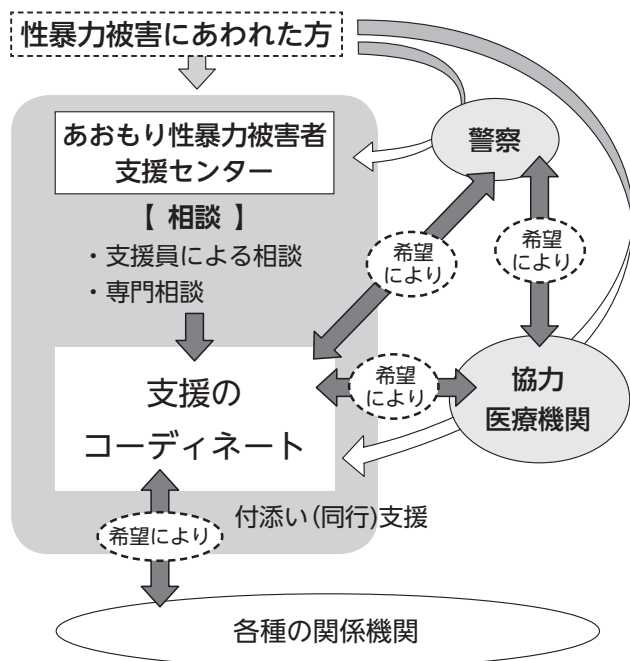 性暴力被害にあわれた方
あおもり性暴力被害者
支援センター
【 相談 】
・支援員による相談
・専門相談
警察
希望
により
希望
により
支援の
コーディネート
希望
により
協力
医療機関
付添い(同行)支援
希望により
各種の関係機関